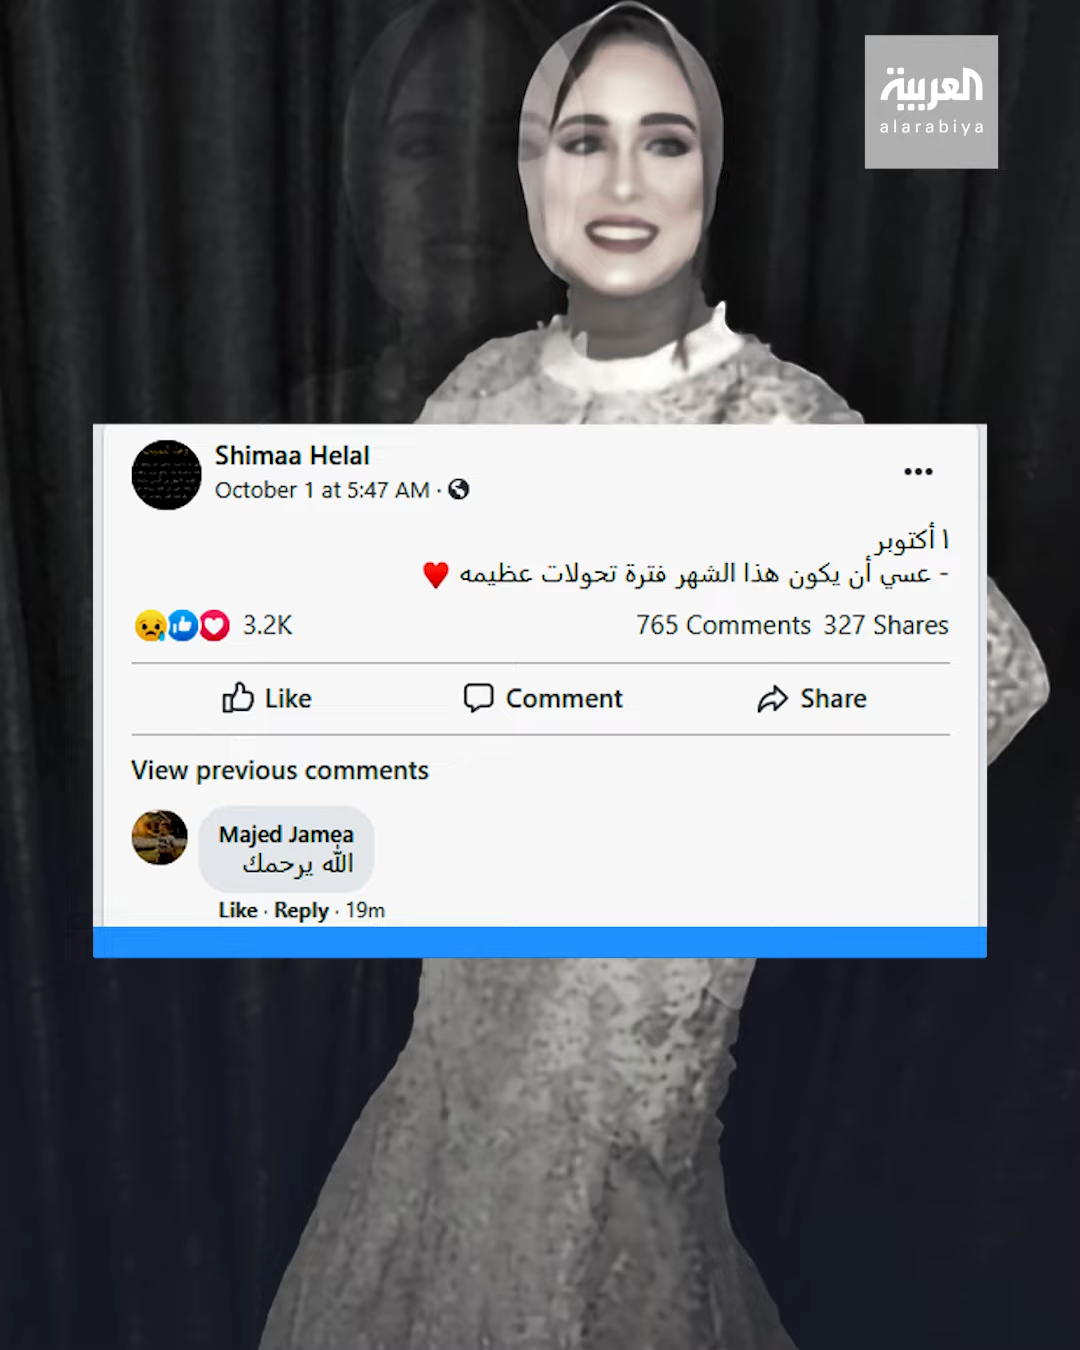 العربية
alarabiya
Shimaa Helal
October 1 at 5:47 AM ·
١ أكتوبر
- عسي أن يكون هذا الشهر فترة تحولات عظيمه ♥
3.2K
765 Comments 327 Shares
Like Comment Share
View previous comments
Majed Jamea
الله يرحمك
Like · Reply · 19m